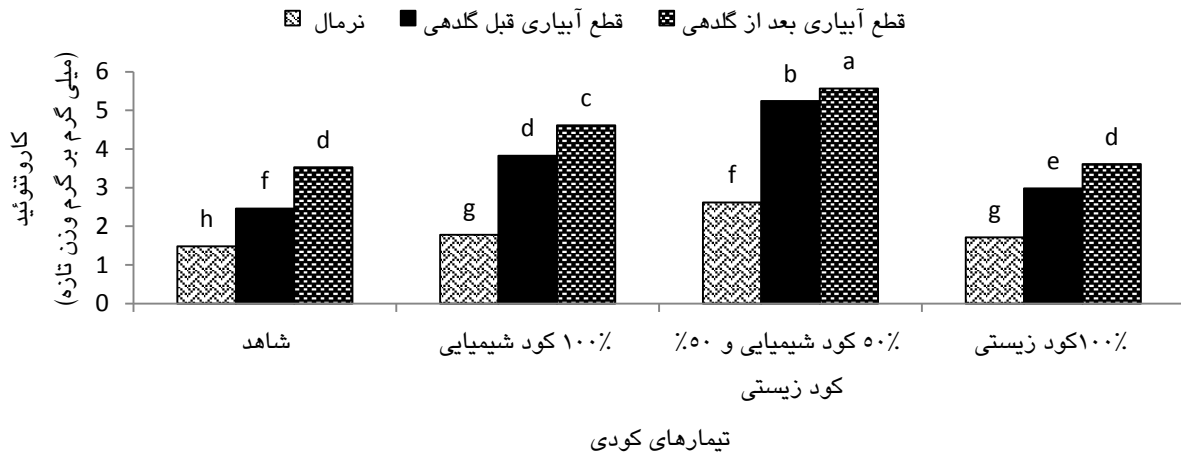 نرمال قطع آبیاری قبل گلدهی قطع آبیاری بعد از گلدهی
کاروتنوئید
(میلی گرم بر گرم وزن تازه)
6
5
4
3
2
1
0
h f d
g d c
f b a
g e d
شاهد
۱۰۰٪ کود شیمیایی
۵۰٪ کود شیمیایی و ۵۰٪
کود زیستی
۱۰۰٪کود زیستی
تیمارهای کودی